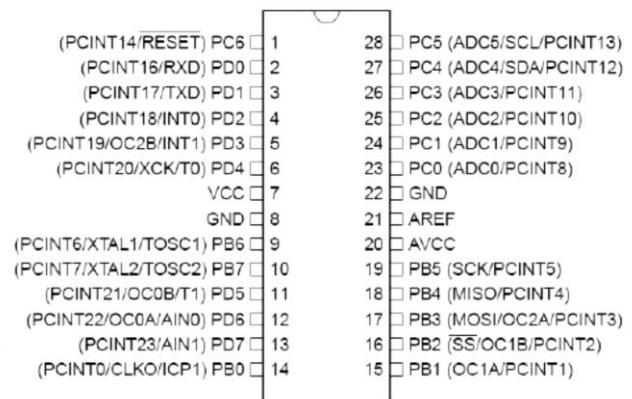 (PCINT14/RESET) PC6 1 28 PC5 (ADC5/SCL/PCINT13)
(PCINT16/RXD) PD0 2 27 PC4 (ADC4/SDA/PCINT12)
(PCINT17/TXD) PD1 3 26 PC3 (ADC3/PCINT11)
(PCINT18/INT0) PD2 4 25 PC2 (ADC2/PCINT10)
(PCINT19/OC2B/INT1) PD3 5 24 PC1 (ADC1/PCINT9)
(PCINT20/XCK/T0) PD4 6 23 PC0 (ADC0/PCINT8)
VCC 7 22 GND
GND 8 21 AREF
(PCINT6/XTAL1/TOSC1) PB6 9 20 AVCC
(PCINT7/XTAL2/TOSC2) PB7 10 19 PB5 (SCK/PCINT5)
(PCINT21/OC0B/T1) PD5 11 18 PB4 (MISO/PCINT4)
(PCINT22/OC0A/AIN0) PD6 12 17 PB3 (MOSI/OC2A/PCINT3)
(PCINT23/AIN1) PD7 13 16 PB2 (SS/OC1B/PCINT2)
(PCINT0/CLKO/ICP1) PB0 14 15 PB1 (OC1A/PCINT1)